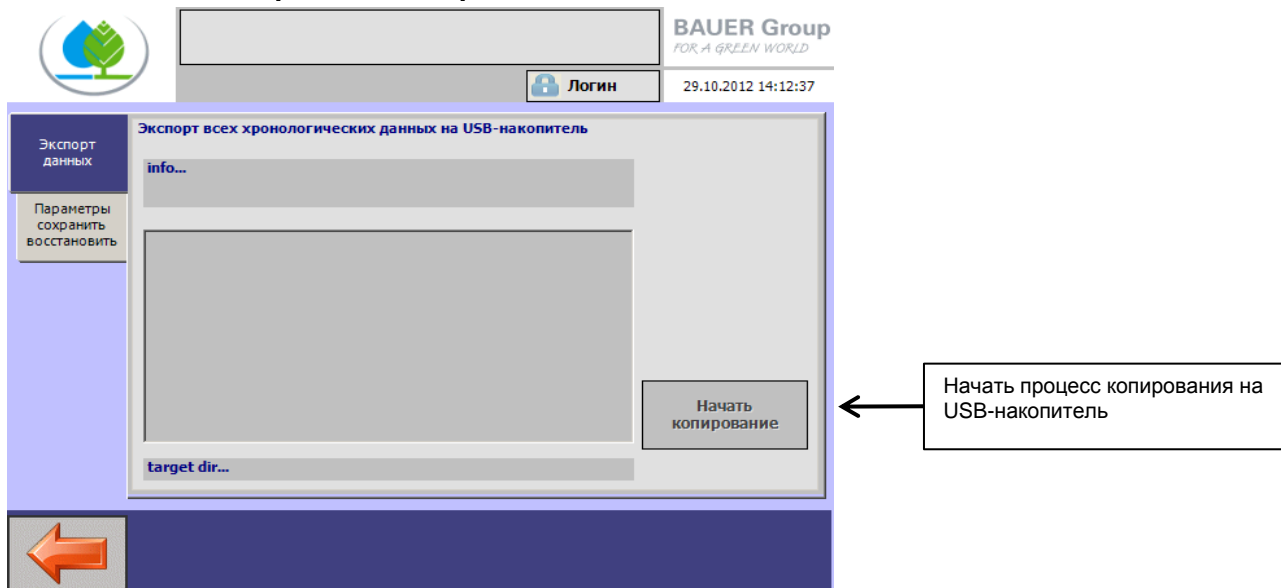 BAUER Group
FOR A GREEN WORLD
Логин
29.10.2012 14:12:37
Экспорт
данных
Параметры
сохранить
восстановить
Экспорт всех хронологических данных на USB-накопитель
info...
target dir...
Начать
копирование
Начать процесс копирования на
USB-накопитель